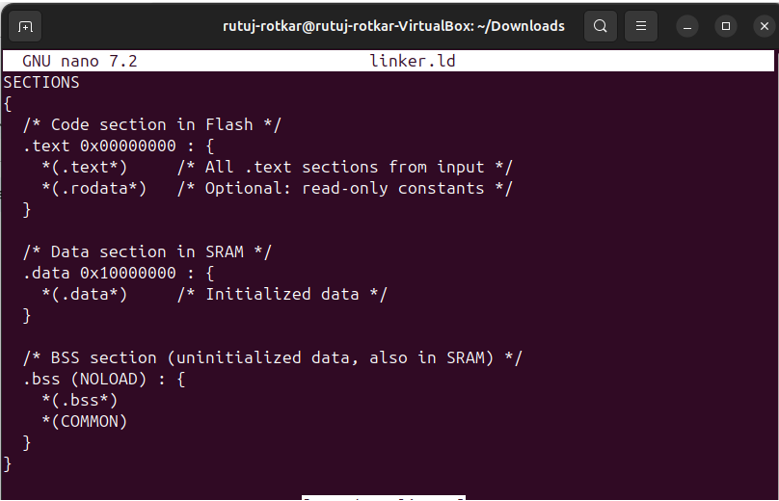 rutuj-rotkar@rutuj-rotkar-VirtualBox: ~/Downloads
GNU nano 7.2 linker.ld
SECTIONS
{
  /* Code section in Flash */
  .text 0x00000000 : {
    *(.text*)     /* All .text sections from input */
    *(.rodata*)   /* Optional: read-only constants */
  }

  /* Data section in SRAM */
  .data 0x10000000 : {
    *(.data*)     /* Initialized data */
  }

  /* BSS section (uninitialized data, also in SRAM) */
  .bss (NOLOAD) : {
    *(.bss*)
    *(COMMON)
  }
}